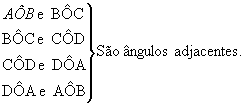 AÔB e BÔC
BÔC e CÔD
CÔD e DÔA
DÔA e AÔB
São ângulos adjacentes.